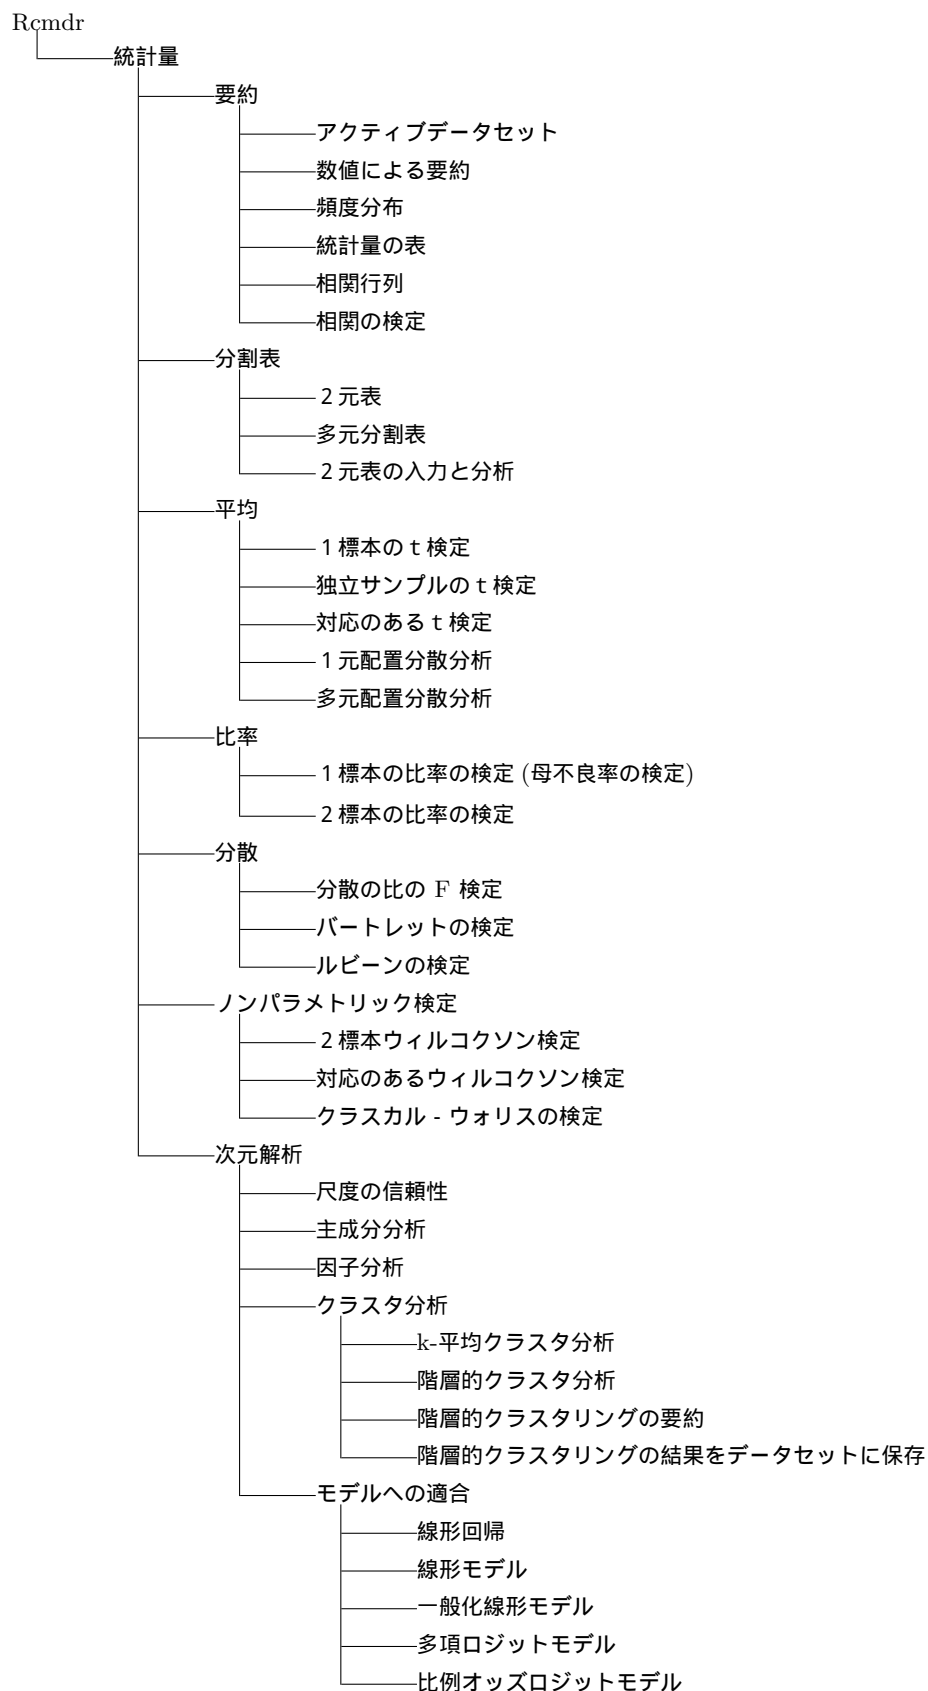 Rcmdr
統計量
要約
アクティブデータセット
数値による要約
頻度分布
統計量の表
相関行列
相関の検定
分割表
２元表
多元分割表
２元表の入力と分析
平均
１標本のｔ検定
独立サンプルのｔ検定
対応のあるｔ検定
１元配置分散分析
多元配置分散分析
比率
１標本の比率の検定 (母不良率の検定)
２標本の比率の検定
分散
分散の比の F 検定
バートレットの検定
ルビーンの検定
ノンパラメトリック検定
２標本ウィルコクソン検定
対応のあるウィルコクソン検定
クラスカル‐ウォリスの検定
次元解析
尺度の信頼性
主成分分析
因子分析
クラスタ分析
k-平均クラスタ分析
階層的クラスタ分析
階層的クラスタリングの要約
階層的クラスタリングの結果をデータセットに保存
モデルへの適合
線形回帰
線形モデル
一般化線形モデル
多項ロジットモデル
比例オッズロジットモデル